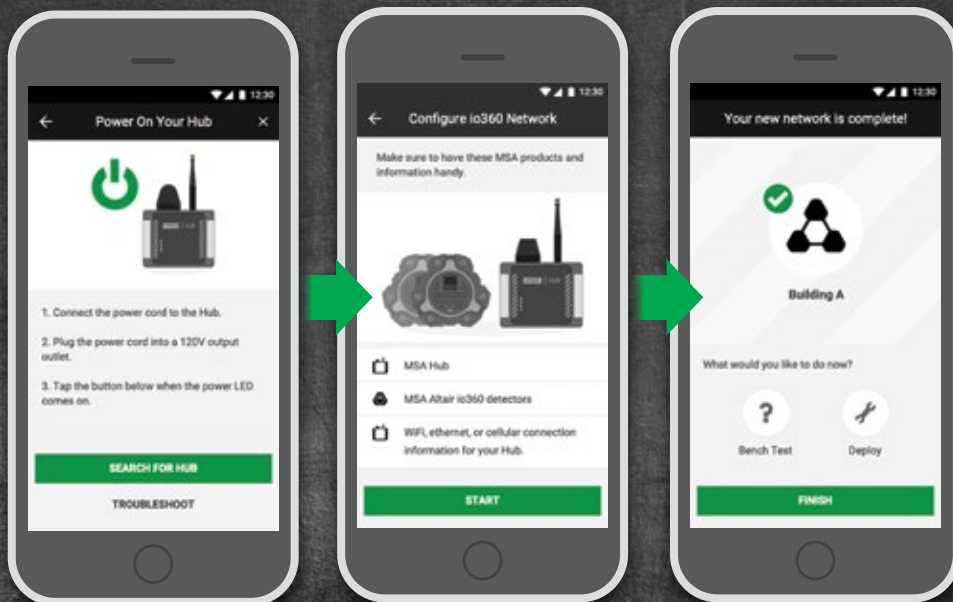 12:30
Power On Your Hub
1. Connect the power cord to the Hub.
2. Plug the power cord into a 120V output
outlet.
3. Tap the button below when the power LED
comes on.
SEARCH FOR HUB
TROUBLESHOOT
12:30
Configure io360 Network
Make sure to have these MSA products and
information handy.
MSA Hub
MSA Altair io360 detectors
WiFi, ethernet, or cellular connection
information for your Hub.
START
12:30
Your new network is complete!
Building A
What would you like to do now?
?
Bench Test
Deploy
FINISH